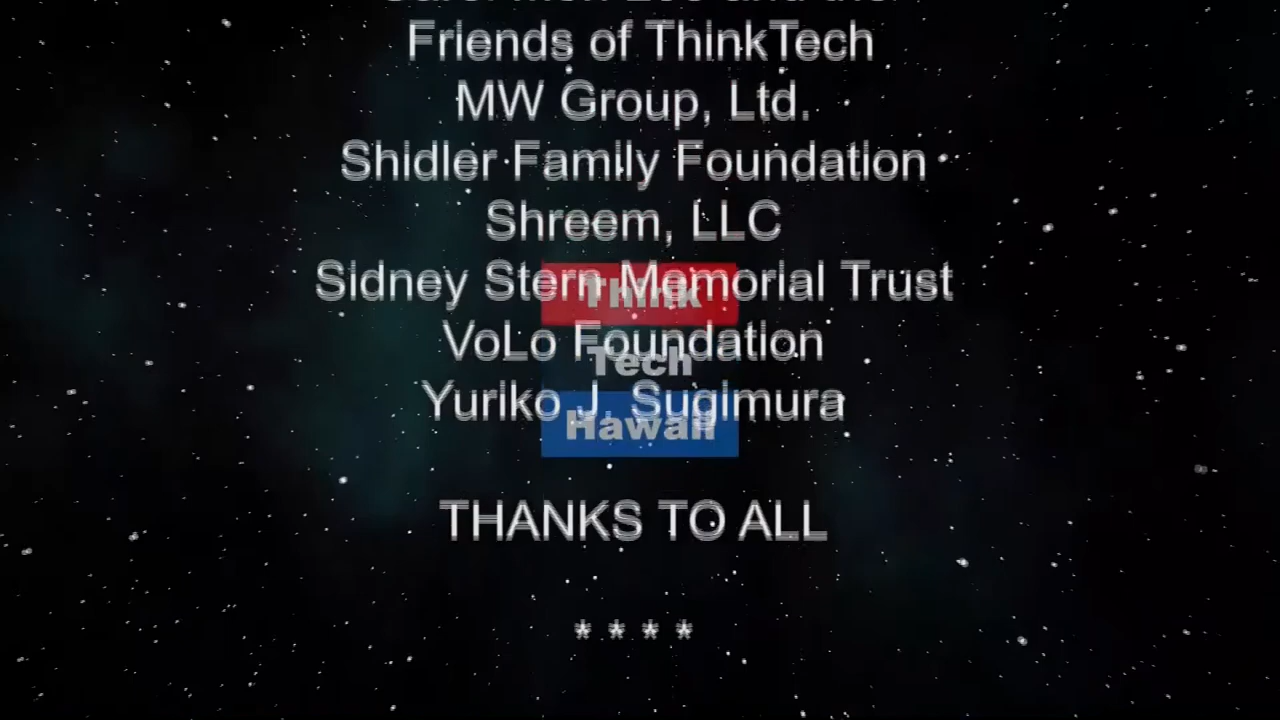 Friends of ThinkTech
MW Group, Ltd.
Shidler Family Foundation
Shreem, LLC
Sidney Stern Memorial Trust
Think
VoLo Foundation
Tech
Yuriko J. Sugimura
Hawaii
THANKS TO ALL
* * * *